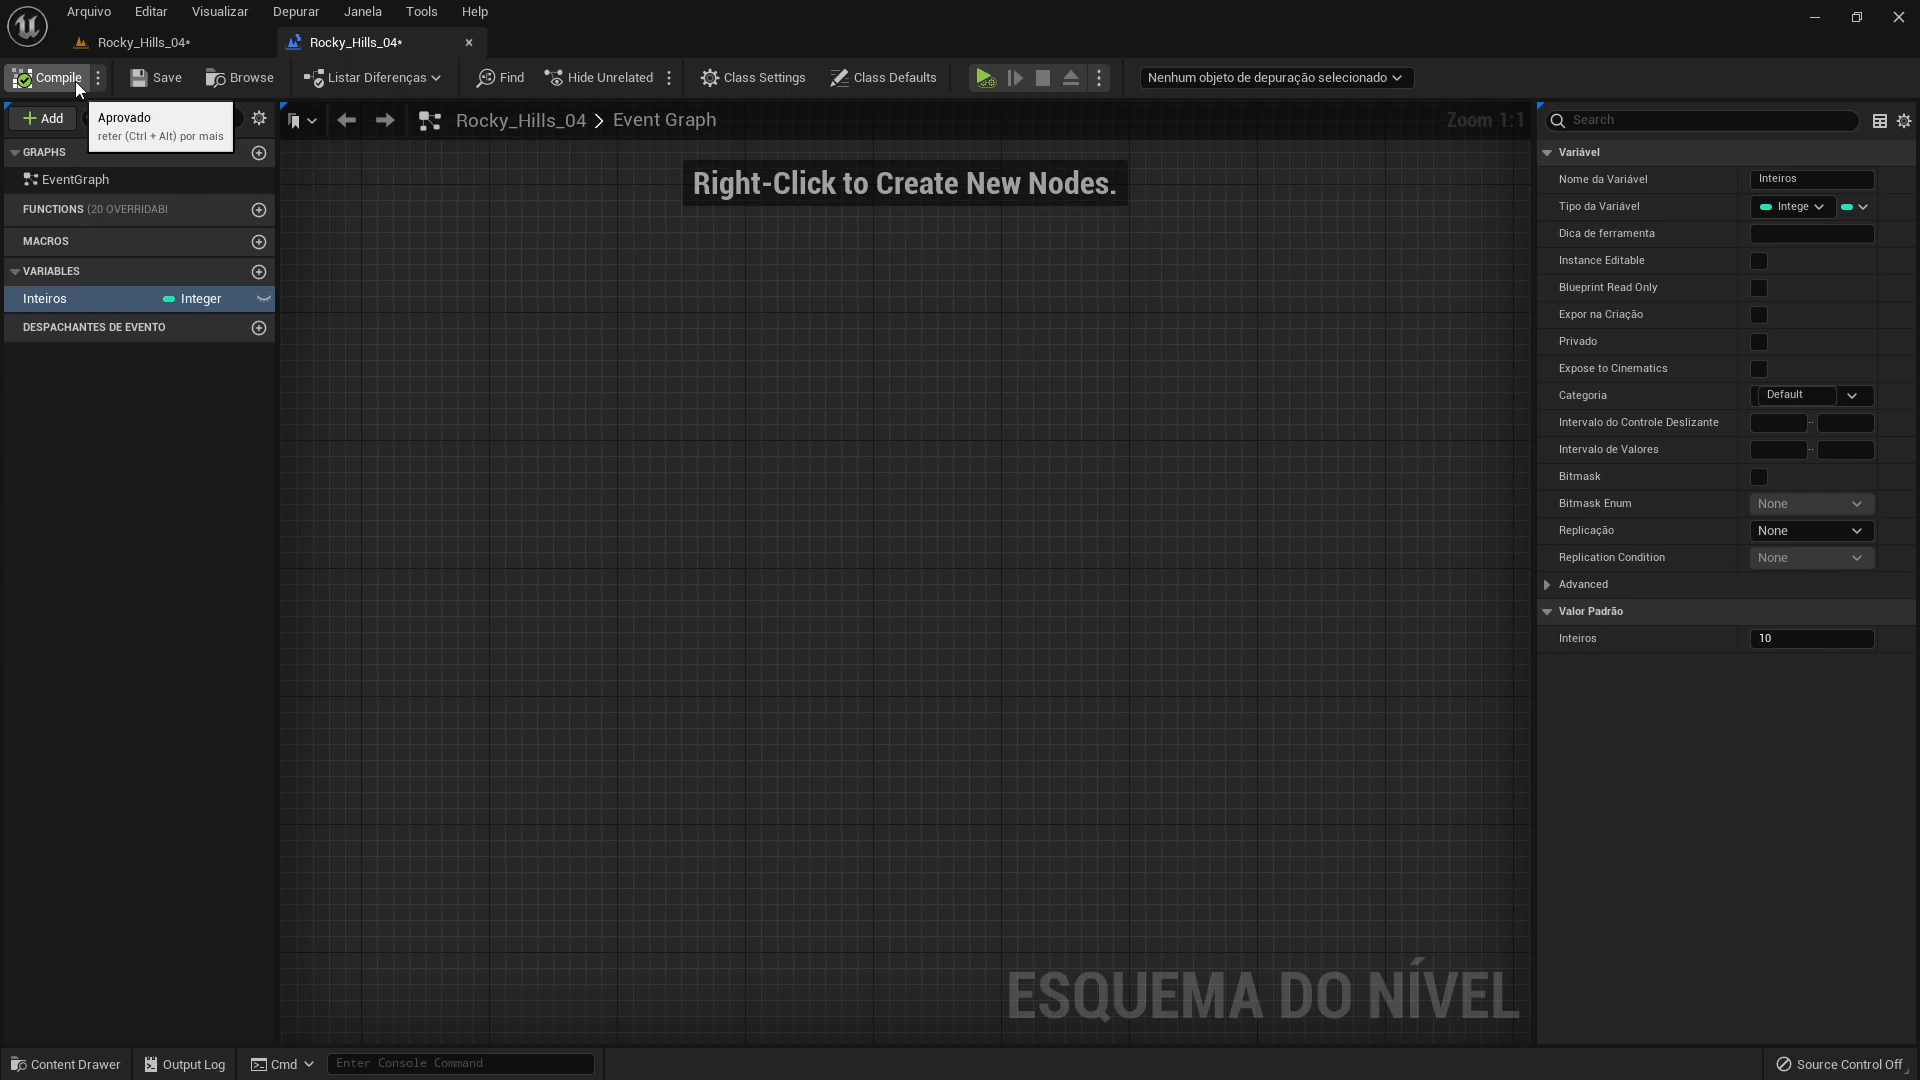 Arquivo Editar Visualizar Depurar Janela Tools Help
Rocky_Hills_04* Rocky_Hills_04*
Compile Save Browse Listar Diferenças Find Hide Unrelated Class Settings Class Defaults Nenhum objeto de depuração selecionado
Add
Aprovado
reter (Ctrl + Alt) por mais
GRAPHS
EventGraph
FUNCTIONS (20 OVERRIDABI
MACROS
VARIABLES
Inteiros Integer
DESPACHANTES DE EVENTO
Rocky_Hills_04 > Event Graph Zoom 1:1
Right-Click to Create New Nodes.
ESQUEMA DO NÍVEL
Search
Variável
Nome da Variável Inteiros
Tipo da Variável Intege
Dica de ferramenta
Instance Editable
Blueprint Read Only
Expor na Criação
Privado
Expose to Cinematics
Categoria Default
Intervalo do Controle Deslizante
Intervalo de Valores
Bitmask
Bitmask Enum None
Replicação None
Replication Condition None
Advanced
Valor Padrão
Inteiros 10
Content Drawer Output Log Cmd Enter Console Command Source Control Off